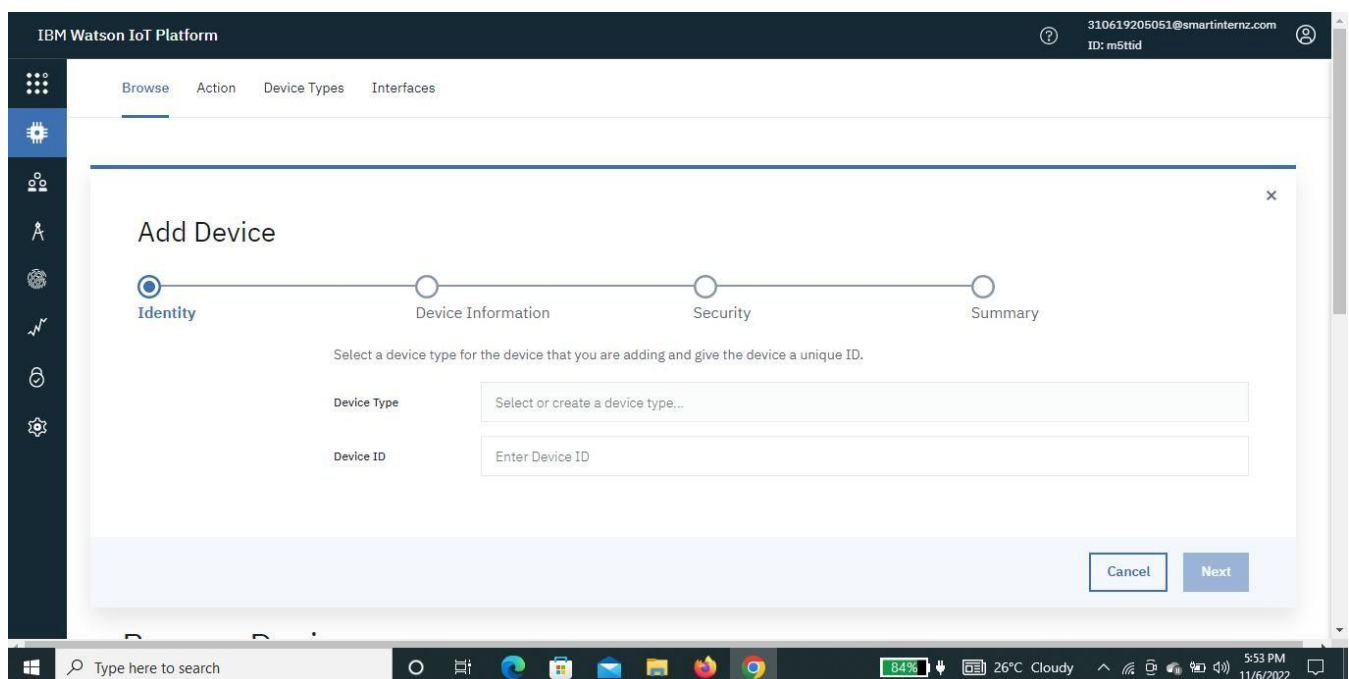 IBM Watson IoT Platform
310619205051@smartinternz.com
ID: m5ttid
Browse Action Device Types Interfaces
Add Device
Identity Device Information Security Summary
Select a device type for the device that you are adding and give the device a unique ID.
Device Type Select or create a device type...
Device ID Enter Device ID
Cancel Next
Type here to search
84% 26°C Cloudy
5:53 PM
11/6/2022